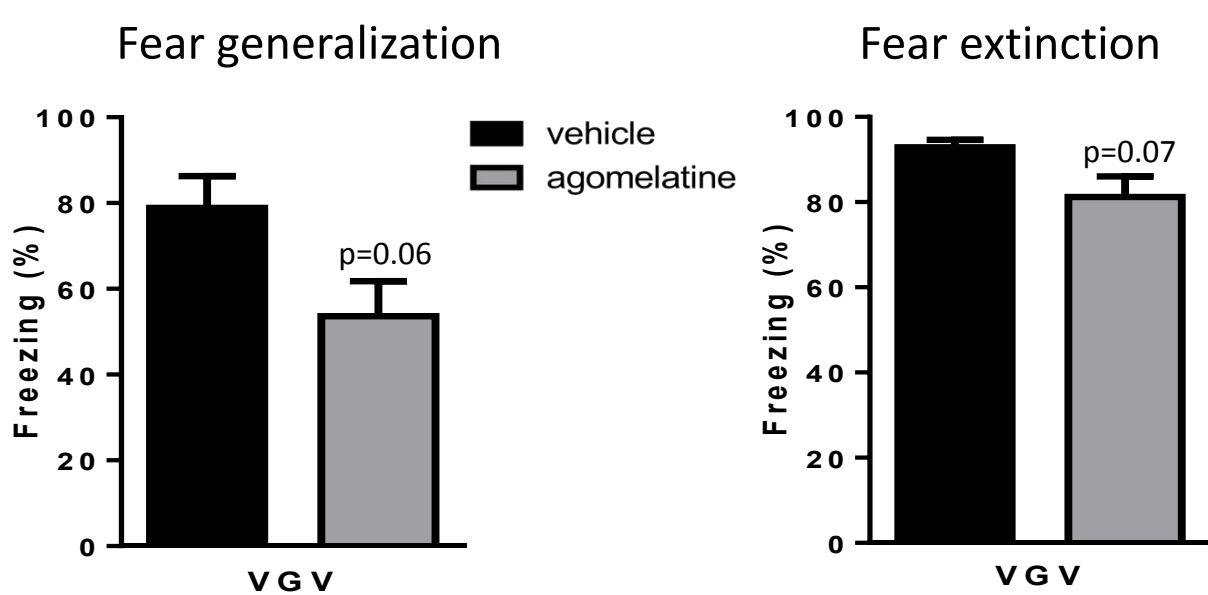 Fear generalization
Freezing (%)
100
80
60
40
20
0
p=0.06
VGV
vehicle
agomelatine
Fear extinction
Freezing (%)
100
80
60
40
20
0
p=0.07
VGV